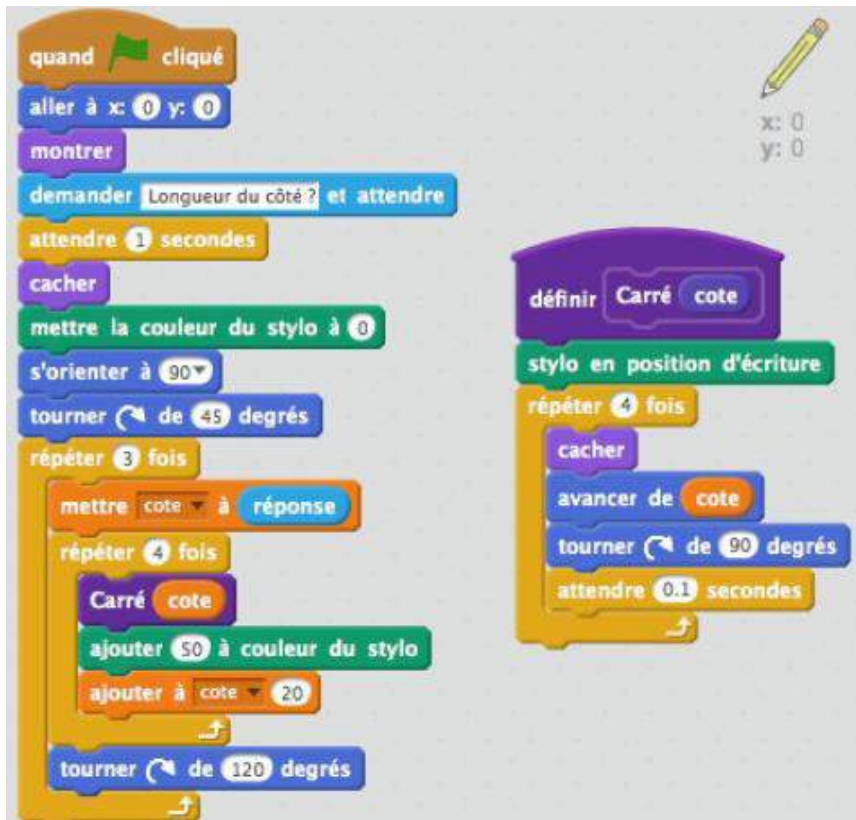 quand cliqué
aller à x: 0 y: 0
montrer
demander Longueur du côté ? et attendre
attendre 1 secondes
cacher
mettre la couleur du stylo à 0
s'orienter à 90
tourner de 45 degrés
répéter 3 fois
mettre cote à réponse
répéter 4 fois
Carré cote
ajouter 50 à couleur du stylo
ajouter à cote 20
tourner de 120 degrés
x: 0
y: 0
définir Carré cote
stylo en position d'écriture
répéter 4 fois
cacher
avancer de cote
tourner de 90 degrés
attendre 0.1 secondes